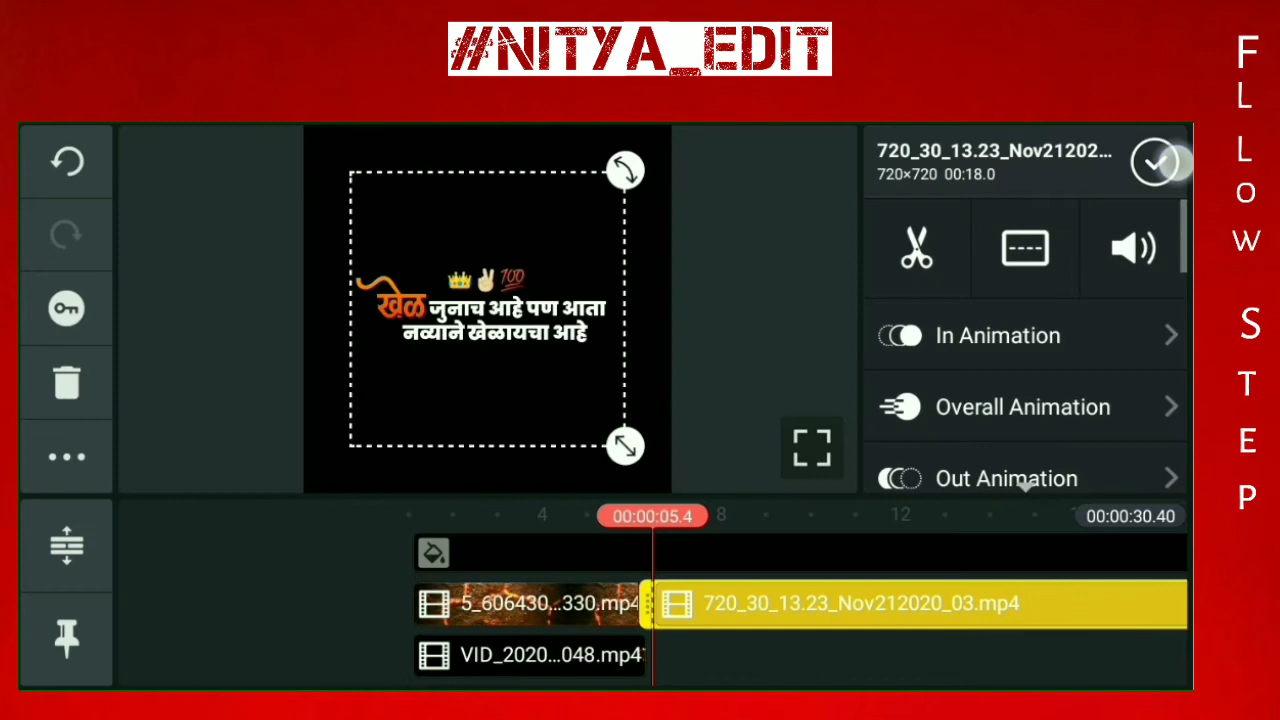 #NITYA_EDIT
FLLOW STEP
720_30_13.23_Nov21202...
720×720 00:18.0
👑✌🏻💯
खेळ जुनाच आहे पण आता
नव्याने खेळायचा आहे
In Animation
Overall Animation
Out Animation
4
00:00:05.4
8
12
00:00:30.40
5_606430...330.mp4
720_30_13.23_Nov212020_03.mp4
VID_2020...048.mp4